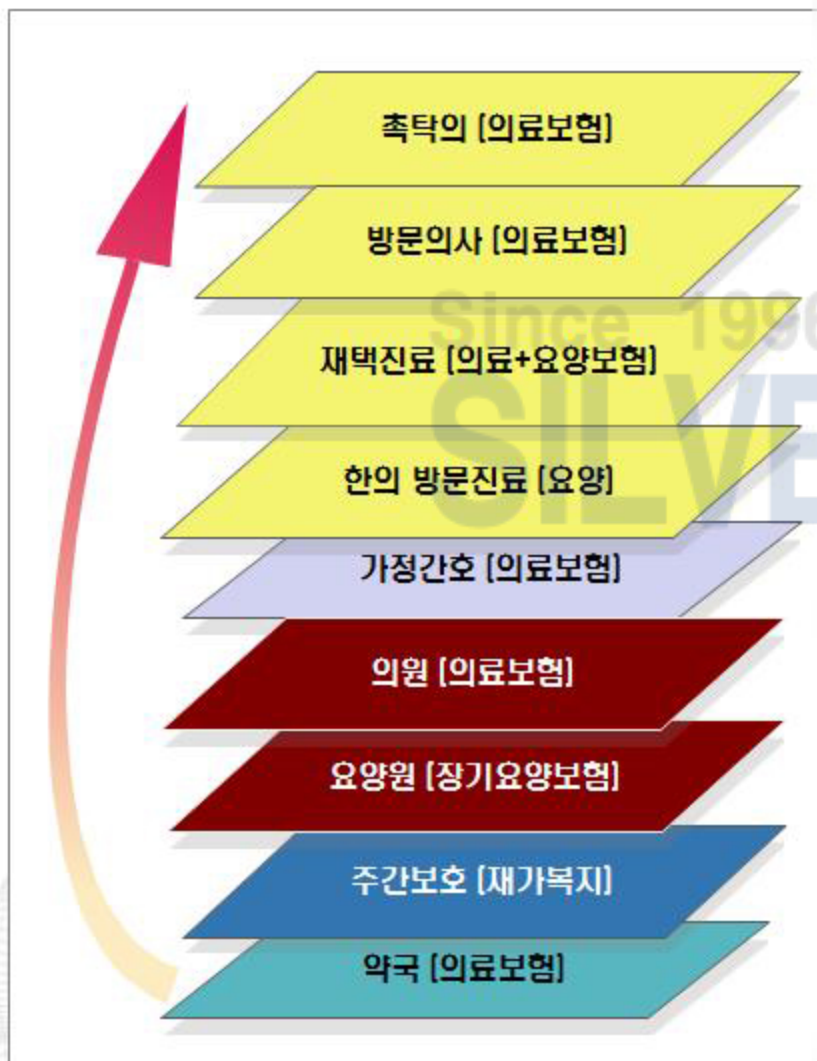 촉탁의 [의료보험]
방문의사 [의료보험]
Since 1996
재택진료 [의료+요양보험]
한의 방문진료 [요양]
가정간호 [의료보험]
의원 [의료보험]
요양원 [장기요양보험]
주간보호 [재가복지]
약국 [의료보험]